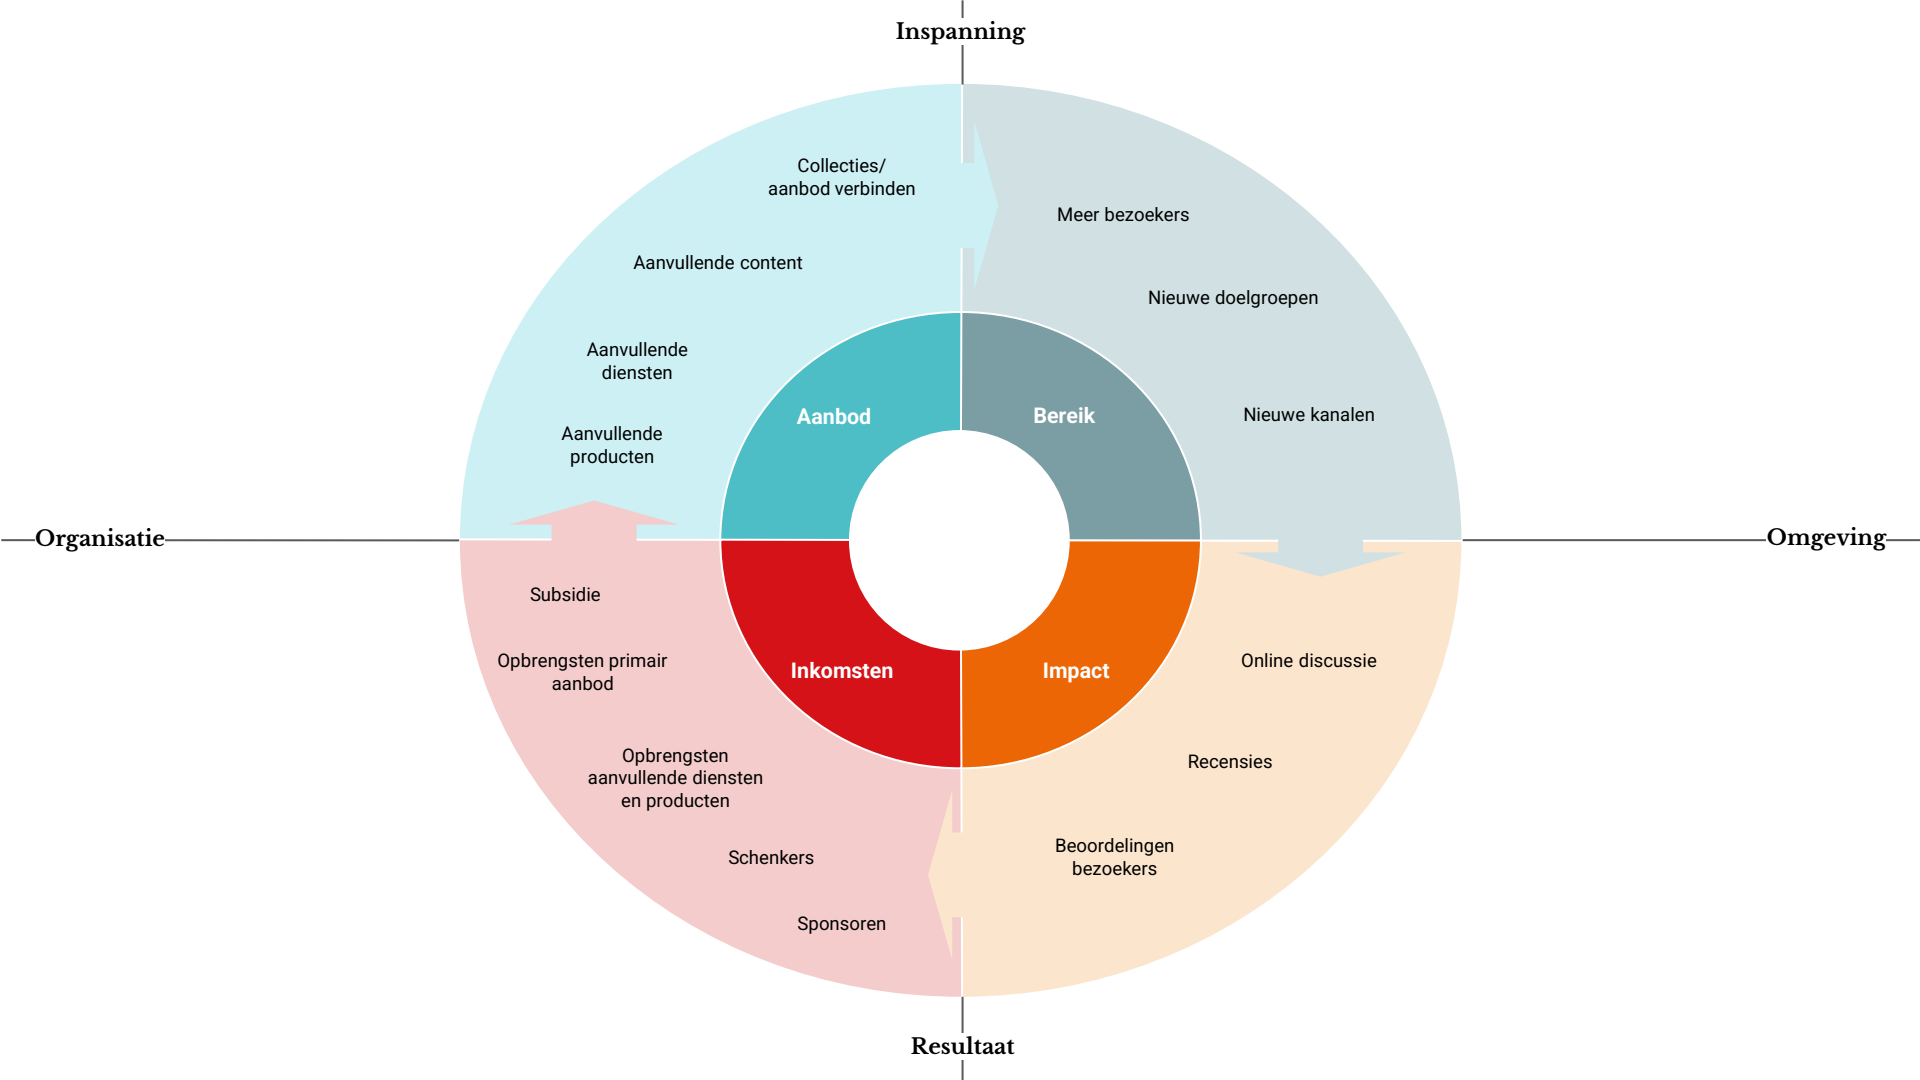 Inspanning
Collecties/
aanbod verbinden
Aanvullende content
Aanvullende
diensten
Aanvullende
producten
Aanbod
Meer bezoekers
Nieuwe doelgroepen
Nieuwe kanalen
Bereik
Organisatie
Omgeving
Subsidie
Opbrengsten primair
aanbod
Opbrengsten
aanvullende diensten
en producten
Schenkers
Sponsoren
Inkomsten
Impact
Online discussie
Recensies
Beoordelingen
bezoekers
Resultaat